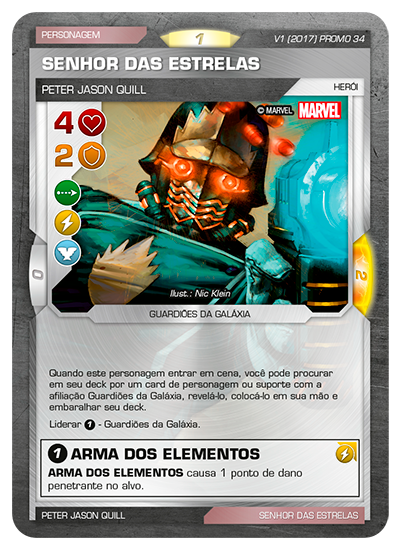 PERSONAGEM
1
V1 (2017) PROMO 34
SENHOR DAS ESTRELAS
PETER JASON QUILL
HERÓI
4
© MARVEL MARVEL
2
0
2
Ilust.: Nic Klein
GUARDIÕES DA GALÁXIA
Quando este personagem entrar em cena, você pode procurar
em seu deck por um card de personagem ou suporte com a
afiliação Guardiões da Galáxia, revelá-lo, colocá-lo em sua mão e
embaralhar seu deck.
Liderar 1 - Guardiões da Galáxia.
1 ARMA DOS ELEMENTOS
ARMA DOS ELEMENTOS causa 1 ponto de dano
penetrante no alvo.
PETER JASON QUILL
SENHOR DAS ESTRELAS